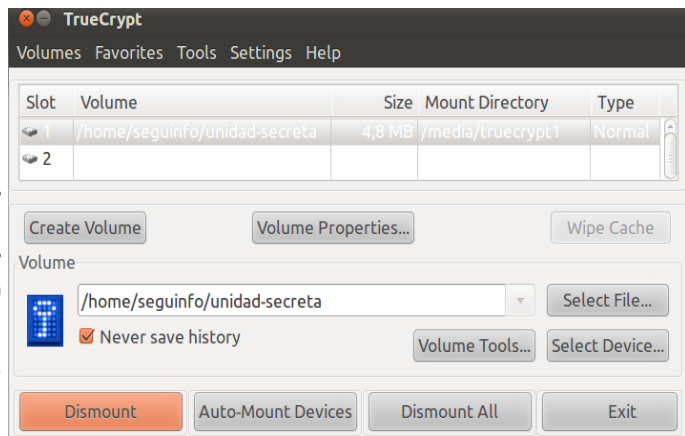 TrueCrypt
Volumes Favorites Tools Settings Help
Slot Volume Size Mount Directory Type
1 /home/seguinfo/unidad-secreta 4,8 MB /media/truecrypt1 Normal
2
Create Volume Volume Properties... Wipe Cache
Volume
/home/seguinfo/unidad-secreta Select File...
Never save history Volume Tools... Select Device...
Dismount Auto-Mount Devices Dismount All Exit